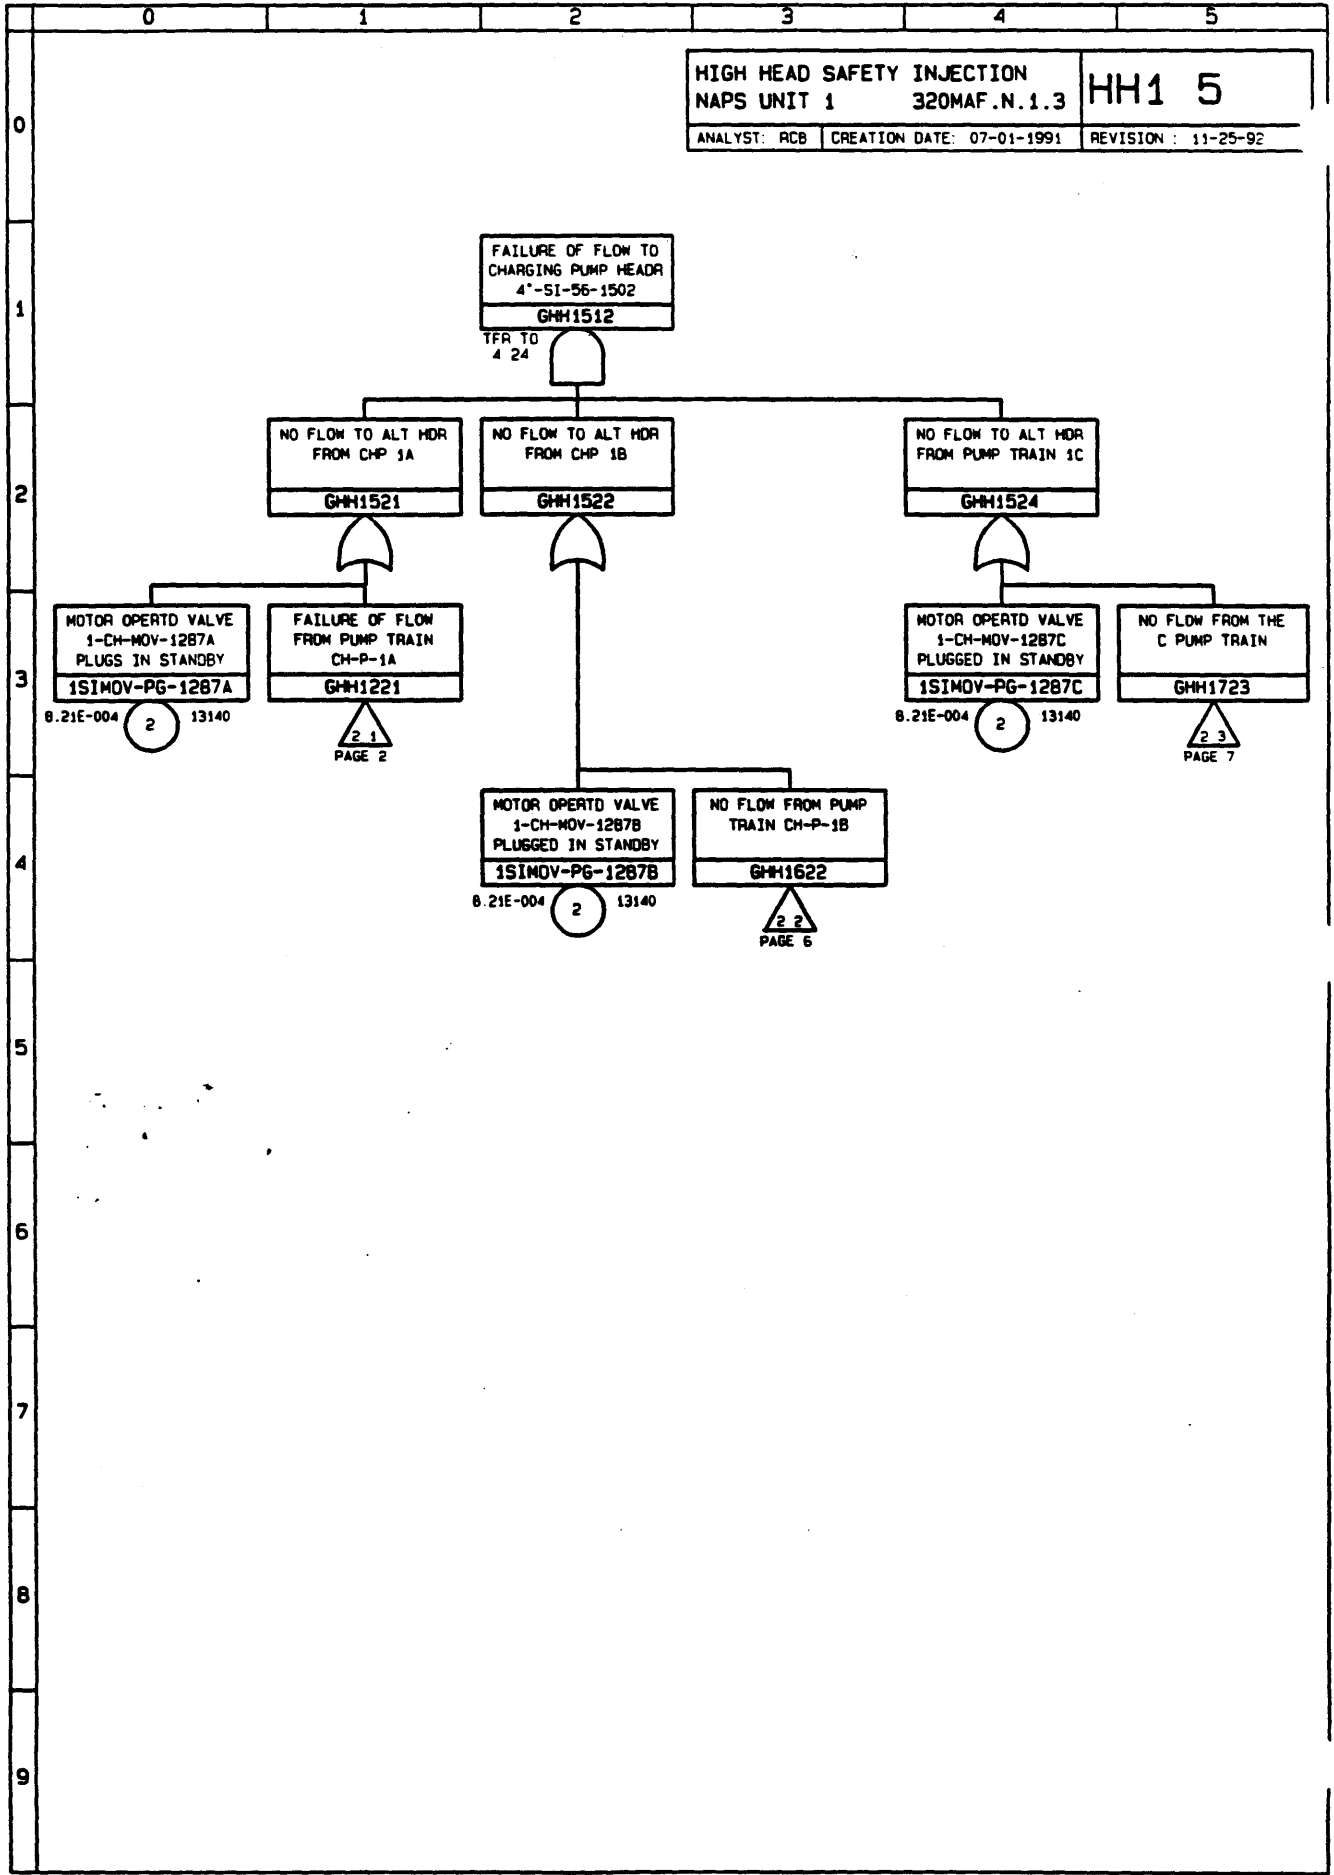 0 1 2 3 4 5
HIGH HEAD SAFETY INJECTION
NAPS UNIT 1 320MAF.N.1.3
HH1 5
ANALYST: RCB CREATION DATE: 07-01-1991 REVISION : 11-25-92
0
FAILURE OF FLOW TO
CHARGING PUMP HEADR
4"-SI-56-1502
GHH1512
1
TFR TO
4 24
NO FLOW TO ALT HDR
FROM CHP 1A
GHH1521
NO FLOW TO ALT HDR
FROM CHP 1B
GHH1522
NO FLOW TO ALT HDR
FROM PUMP TRAIN 1C
GHH1524
2
MOTOR OPERTD VALVE
1-CH-MOV-1287A
PLUGS IN STANDBY
1SIMOV-PG-1287A
8.21E-004 2 13140
FAILURE OF FLOW
FROM PUMP TRAIN
CH-P-1A
GHH1221
2 1
PAGE 2
MOTOR OPERTD VALVE
1-CH-MOV-1287C
PLUGGED IN STANDBY
1SIMOV-PG-1287C
8.21E-004 2 13140
NO FLOW FROM THE
C PUMP TRAIN
GHH1723
2 3
PAGE 7
3
MOTOR OPERTD VALVE
1-CH-MOV-1287B
PLUGGED IN STANDBY
1SIMOV-PG-1287B
8.21E-004 2 13140
NO FLOW FROM PUMP
TRAIN CH-P-1B
GHH1622
2 2
PAGE 6
4
5
6
7
8
9